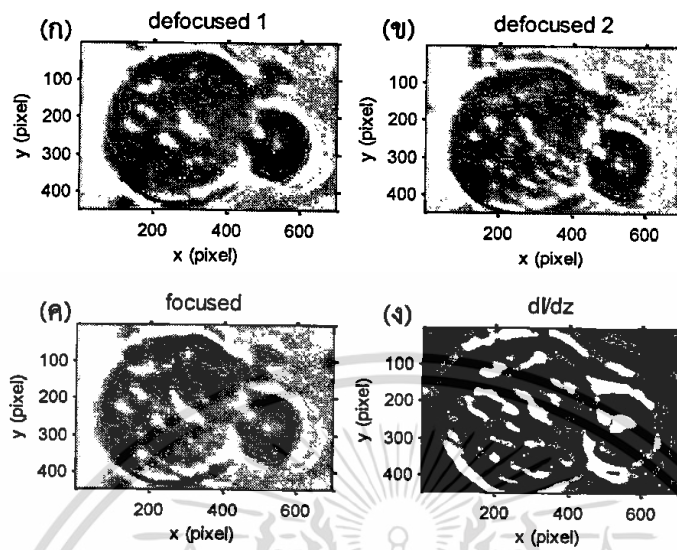 (ก) defocused 1
(ข) defocused 2
y (pixel)
100
200
300
400
200 400 600
x (pixel)
y (pixel)
100
200
300
400
200 400 600
x (pixel)
(ค) focused
(ง) dI/dz
y (pixel)
100
200
300
400
200 400 600
x (pixel)
y (pixel)
100
200
300
400
200 400 600
x (pixel)